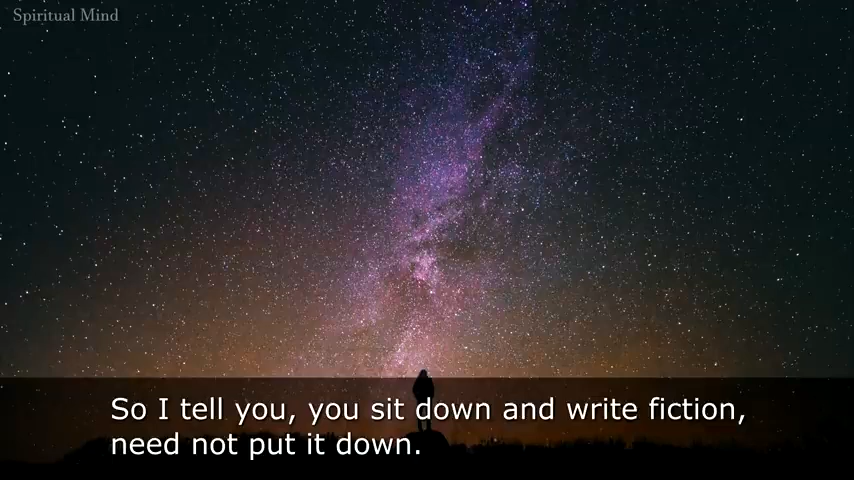 Spiritual Mind
So I tell you, you sit down and write fiction,
need not put it down.